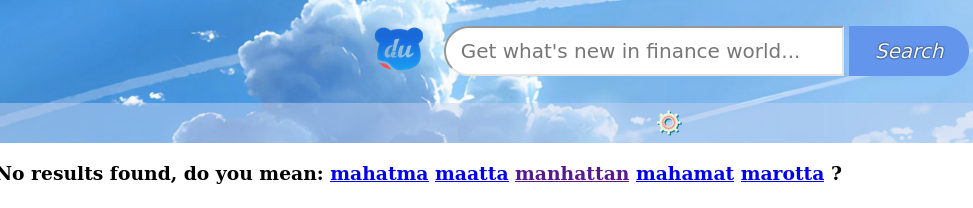 du
Get what's new in finance world...
Search
No results found, do you mean: mahatma maatta manhattan mahamat marotta ?